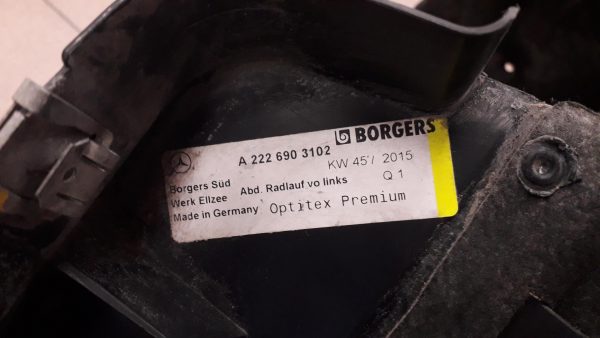 A 222 690 3102 BORGERS
KW 45 / 2015
Borgers Süd
Werk Ellzee Abd. Radlauf vo links Q 1
Made in Germany Optitex Premium